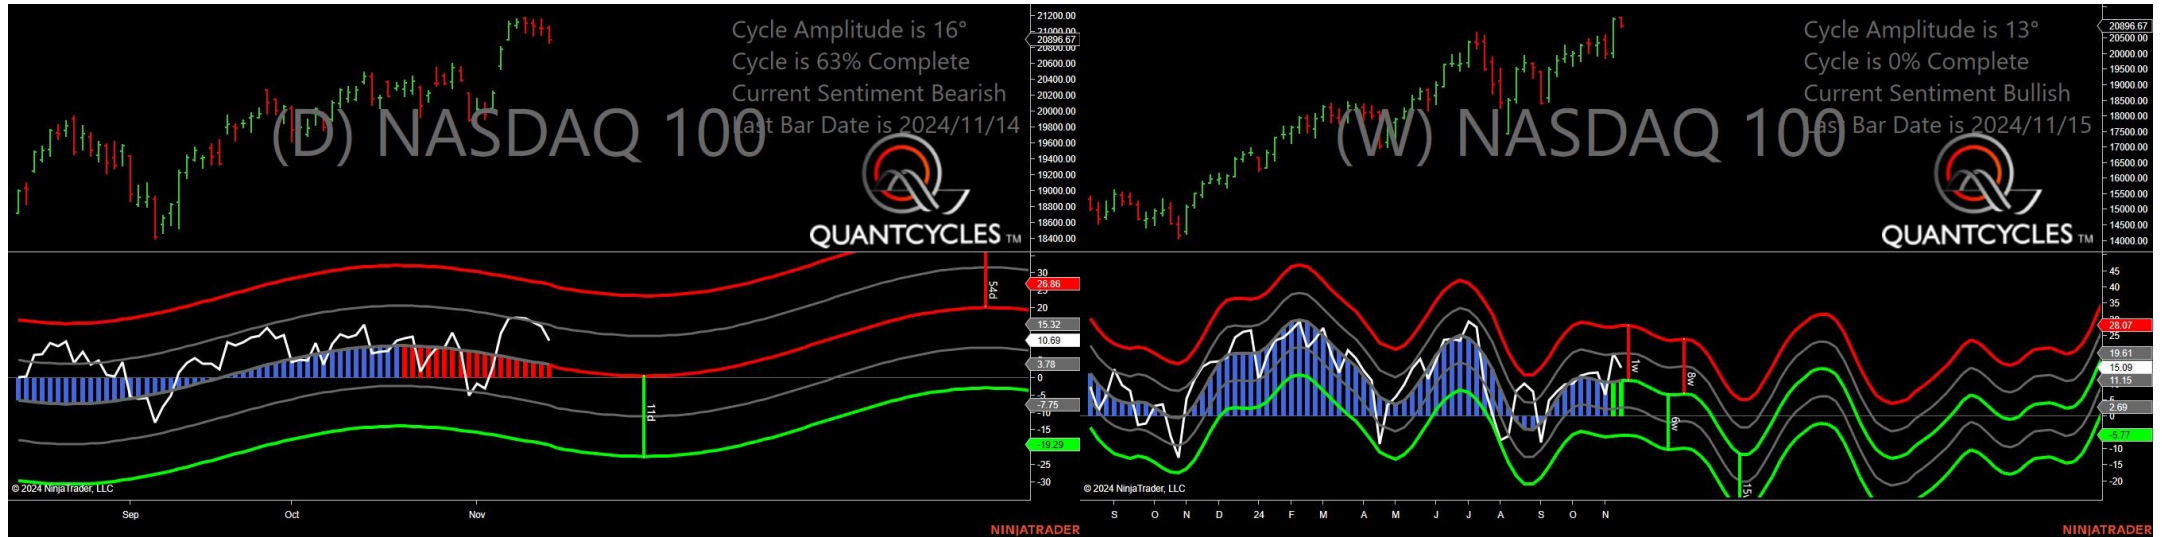 Cycle Amplitude is 16°
Cycle is 63% Complete
Current Sentiment Bearish
Last Bar Date is 2024/11/14
(D) NASDAQ 100
QUANTCYCLES TM
21200.00
20896.67
20800.00
20600.00
20400.00
20200.00
20000.00
19800.00
19600.00
19400.00
19200.00
19000.00
18800.00
18600.00
18400.00
30
26.86
20
15.32
10.69
3.78
0
-5
-7.75
-10
-15
-19.29
-25
-30
54d
11d
© 2024 NinjaTrader, LLC
Sep Oct Nov
NINJATRADER
Cycle Amplitude is 13°
Cycle is 0% Complete
Current Sentiment Bullish
Last Bar Date is 2024/11/15
(W) NASDAQ 100
QUANTCYCLES TM
20896.67
20500.00
20000.00
19500.00
19000.00
18500.00
18000.00
17500.00
17000.00
16500.00
16000.00
15500.00
15000.00
14500.00
14000.00
45
40
35
28.07
25
19.61
15.09
11.15
2.69
-5.77
-10
-15
-20
1w
8w
6w
© 2024 NinjaTrader, LLC
S O N D 24 F M A M J J A S O N
NINJATRADER